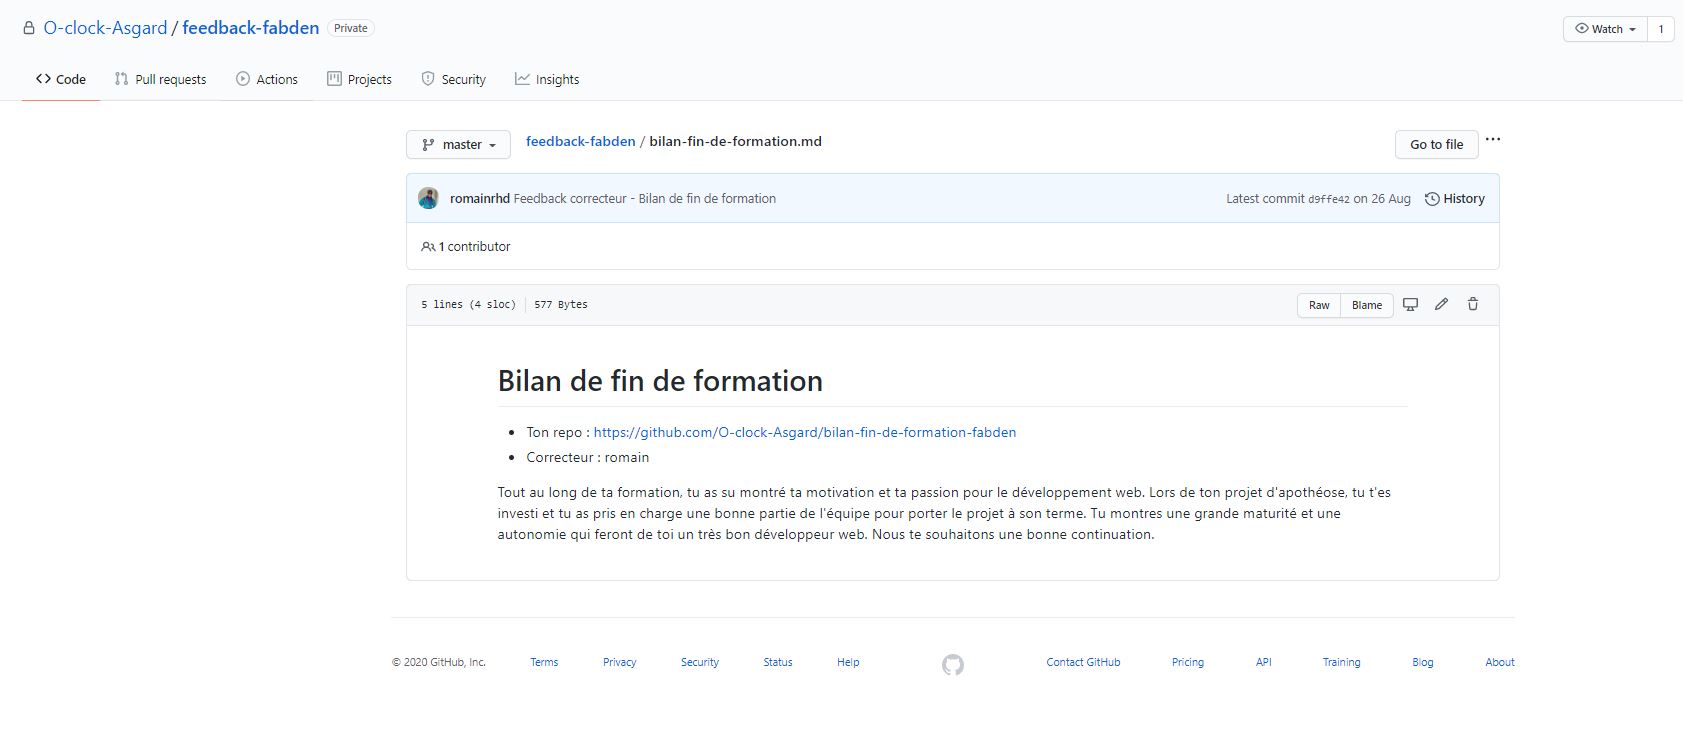 O-clock-Asgard / feedback-fabden Private
Watch 1
Code Pull requests Actions Projects Security Insights
master feedback-fabden / bilan-fin-de-formation.md Go to file
romainrhd Feedback correcteur - Bilan de fin de formation Latest commit d9ffe42 on 26 Aug History
1 contributor
5 lines (4 sloc) 577 Bytes Raw Blame
Bilan de fin de formation
Ton repo : https://github.com/O-clock-Asgard/bilan-fin-de-formation-fabden
Correcteur : romain
Tout au long de ta formation, tu as su montré ta motivation et ta passion pour le développement web. Lors de ton projet d'apothéose, tu t'es
investi et tu as pris en charge une bonne partie de l'équipe pour porter le projet à son terme. Tu montres une grande maturité et une
autonomie qui feront de toi un très bon développeur web. Nous te souhaitons une bonne continuation.
© 2020 GitHub, Inc. Terms Privacy Security Status Help Contact GitHub Pricing API Training Blog About